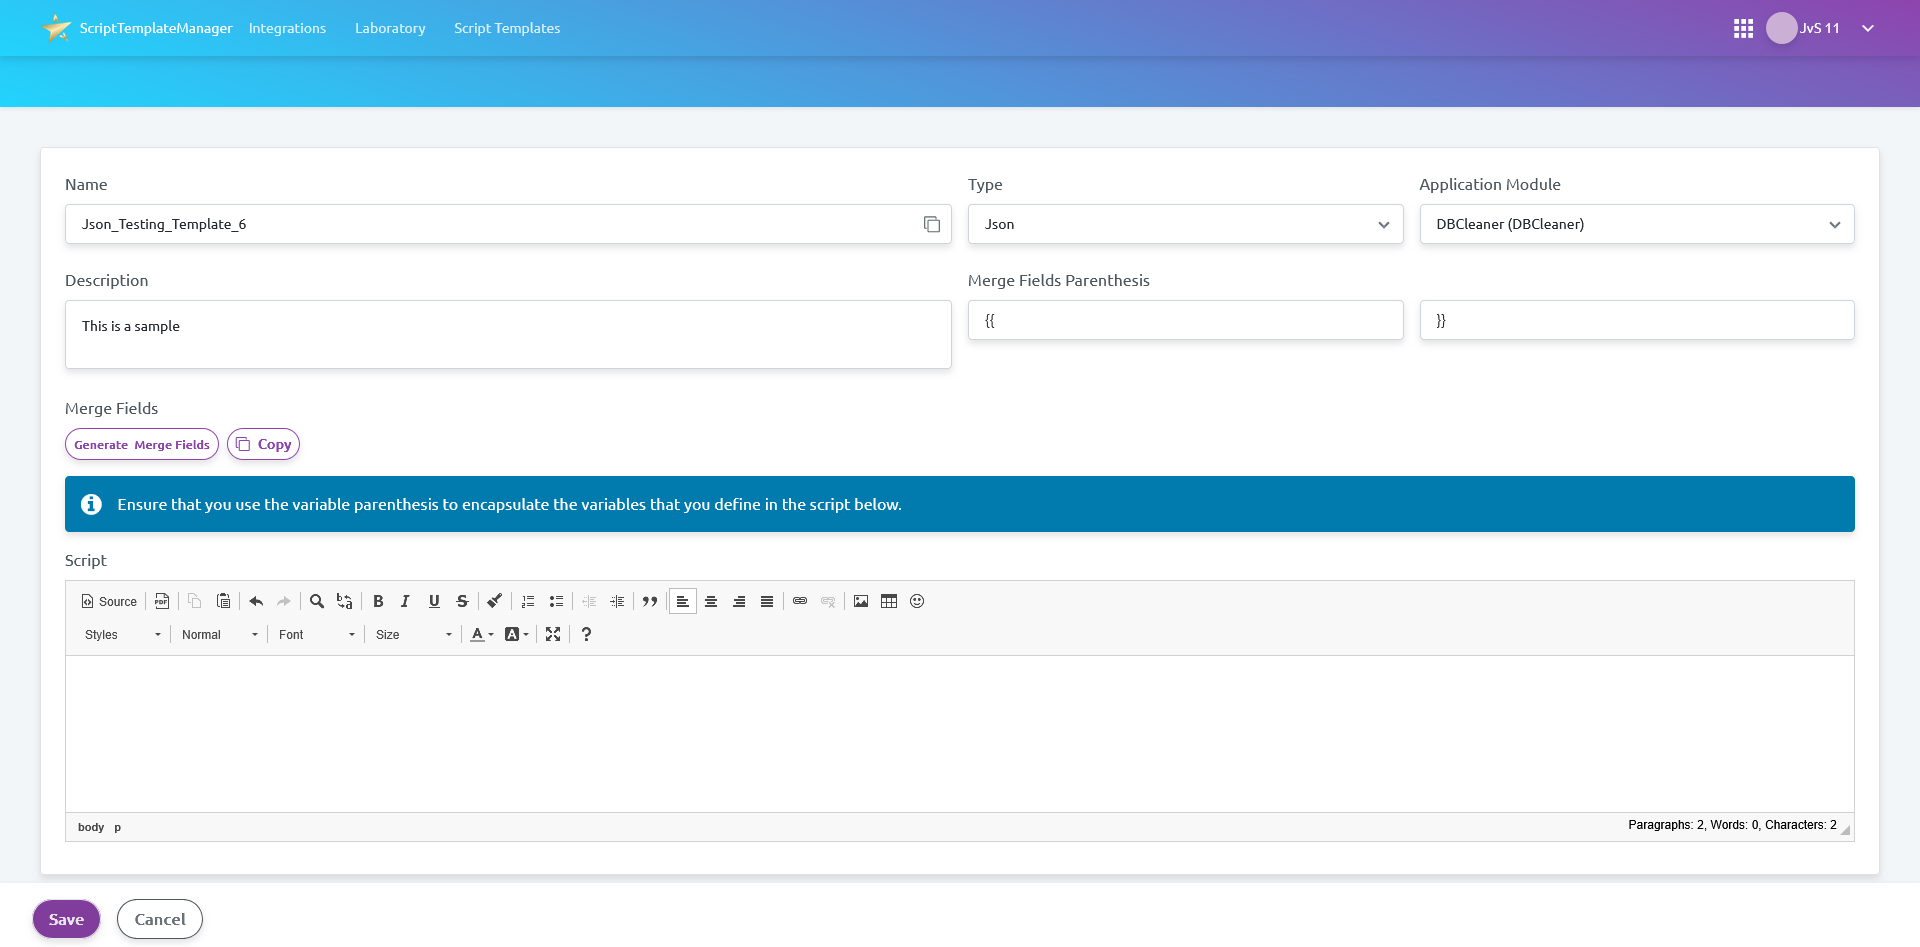 ScriptTemplateManager Integrations Laboratory Script Templates JvS 11
Name Type Application Module
Json_Testing_Template_6 Json DBCleaner (DBCleaner)
Description Merge Fields Parenthesis
This is a sample {{ }}
Merge Fields
Generate Merge Fields Copy
Ensure that you use the variable parenthesis to encapsulate the variables that you define in the script below.
Script
Source PDF B I U S
Styles Normal Font Size A A ?
body p Paragraphs: 2, Words: 0, Characters: 2
Save Cancel